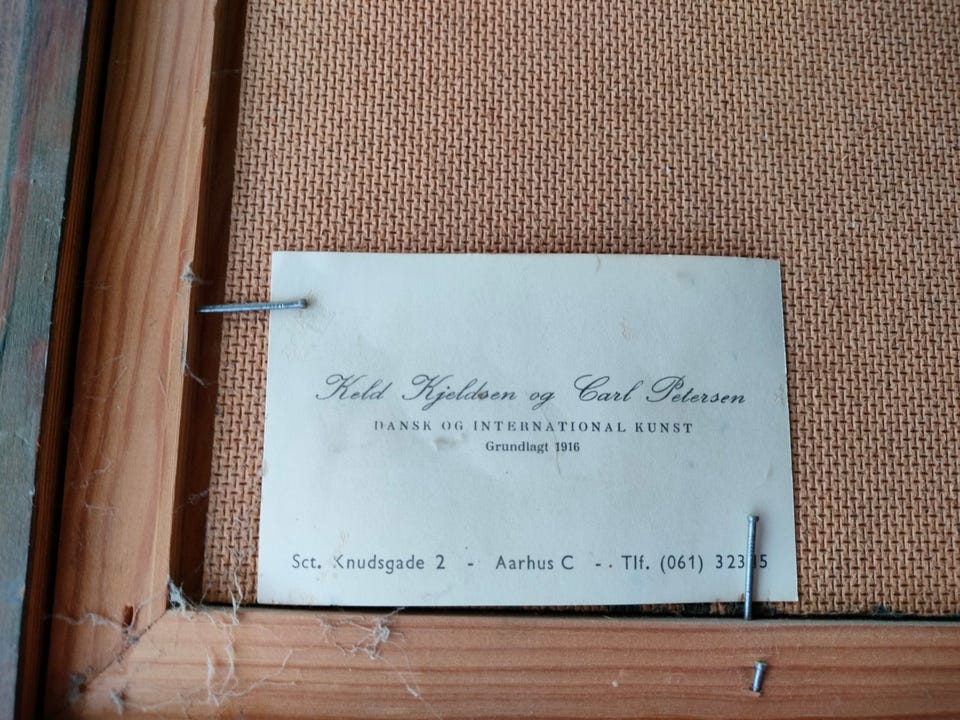 Keld Kjeldsen og Carl Petersen
DANSK OG INTERNATIONAL KUNST
Grundlagt 1916
Sct. Knudsgade 2 - Aarhus C - Tlf. (061)